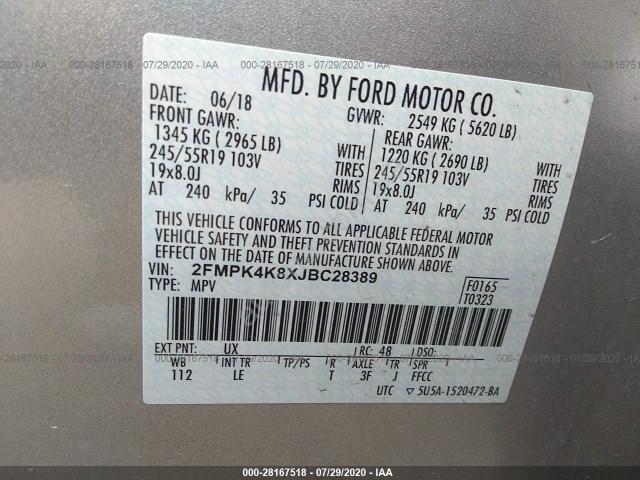 000-28167518 / 07/29/2020 - IAA
MFD. BY FORD MOTOR CO.
DATE: 06/18 GVWR: 2549 KG ( 5620 LB)
FRONT GAWR: REAR GAWR:
1345 KG ( 2965 LB) WITH 1220 KG ( 2690 LB) WITH
245/55R19 103V TIRES 245/55R19 103V TIRES
19x8.0J RIMS 19x8.0J RIMS
AT 240 kPa/ 35 PSI COLD AT 240 kPa/ 35 PSI COLD
THIS VEHICLE CONFORMS TO ALL APPLICABLE FEDERAL MOTOR
VEHICLE SAFETY AND THEFT PREVENTION STANDARDS IN
EFFECT ON THE DATE OF MANUFACTURE SHOWN ABOVE.
VIN: 2FMPK4K8XJBC28389 F0165
TYPE: MPV T0323
EXT PNT: UX RC: 48 DSO:
WB INT TR TP/PS R AXLE TR SPR
112 LE T 3F J FFCC
UTC ▽ 5U5A-1520472-BA
000-28167518 / 07/29/2020 - IAA